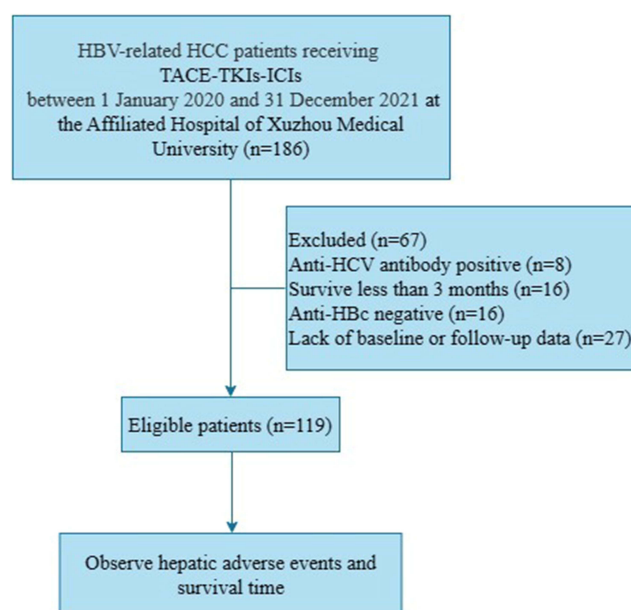 HBV-related HCC patients receiving
TACE-TKIs-ICIs
between 1 January 2020 and 31 December 2021 at
the Affiliated Hospital of Xuzhou Medical
University (n=186)
Excluded (n=67)
Anti-HCV antibody positive (n=8)
Survive less than 3 months (n=16)
Anti-HBc negative (n=16)
Lack of baseline or follow-up data (n=27)
Eligible patients (n=119)
Observe hepatic adverse events and
survival time